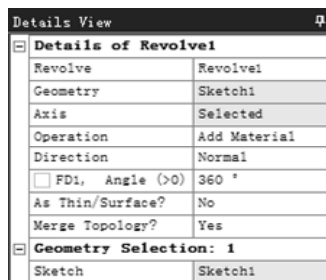 Details View
Details of Revolve1
Revolve Revolve1
Geometry Sketch1
Axis Selected
Operation Add Material
Direction Normal
FD1, Angle (>0) 360 °
As Thin/Surface? No
Merge Topology? Yes
Geometry Selection: 1
Sketch Sketch1